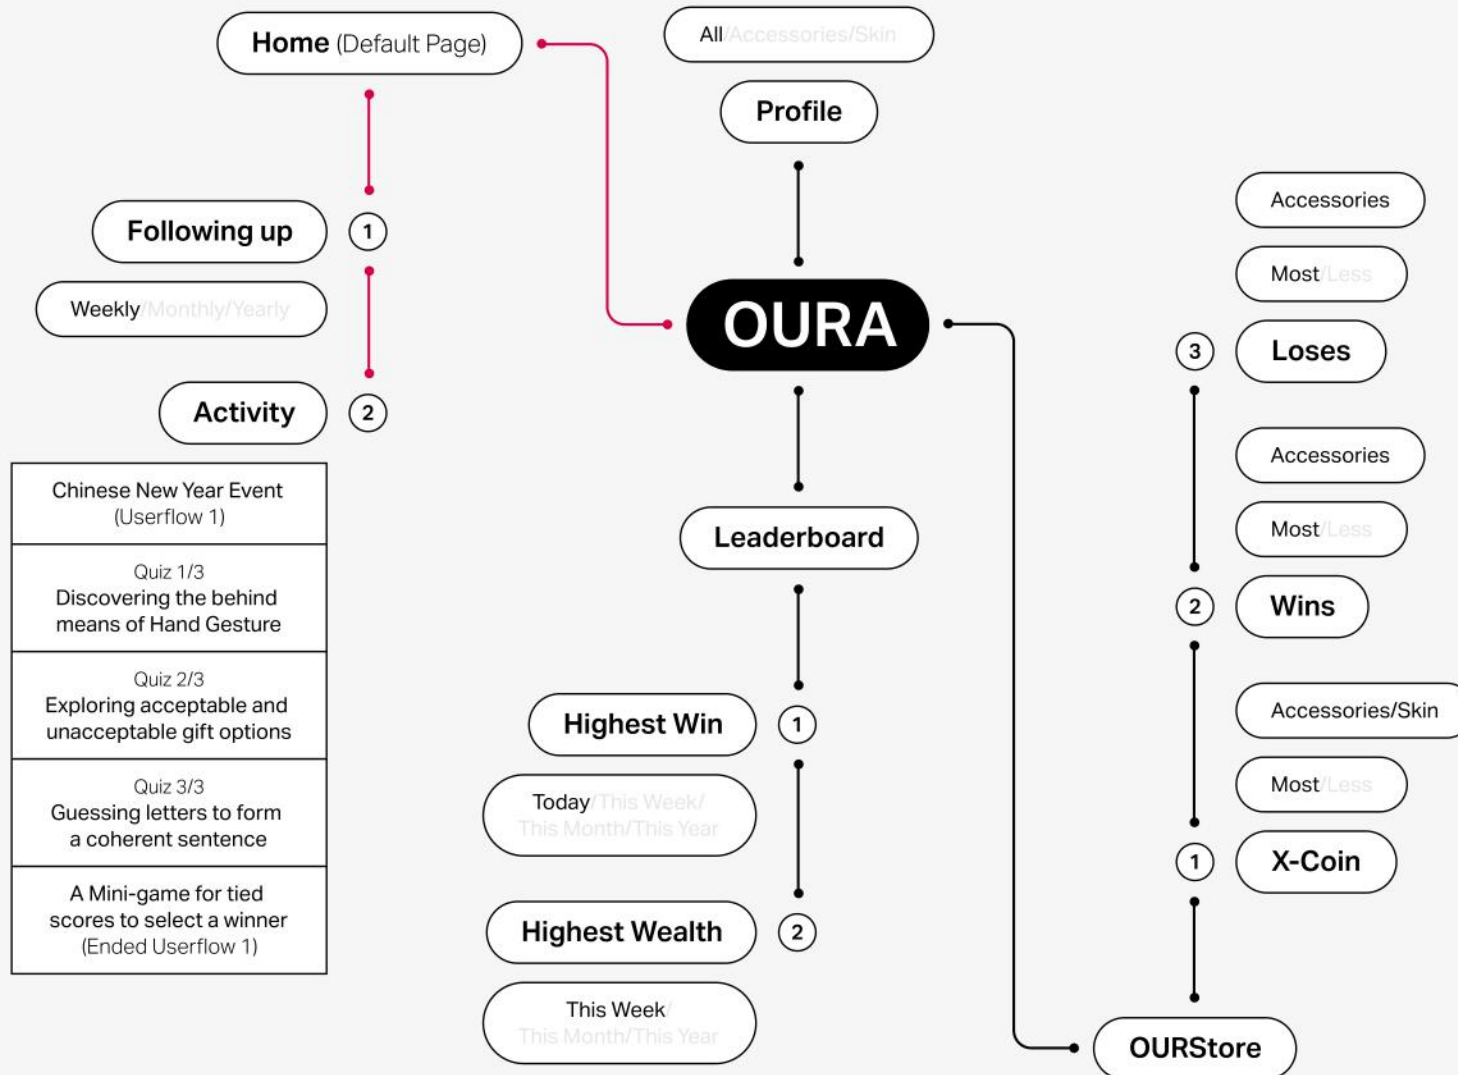 Home (Default Page)
All/Accessories/Skin
Profile
Following up
1
Weekly/Monthly/Yearly
Activity
2
Chinese New Year Event
(Userflow 1)
Quiz 1/3
Discovering the behind
means of Hand Gesture
Quiz 2/3
Exploring acceptable and
unacceptable gift options
Quiz 3/3
Guessing letters to form
a coherent sentence
A Mini-game for tied
scores to select a winner
(Ended Userflow 1)
OURA
Leaderboard
Highest Win
1
Today/This Week/
This Month/This Year
Highest Wealth
2
This Week/
This Month/This Year
Accessories
Most/Less
3
Loses
Accessories
Most/Less
2
Wins
Accessories/Skin
Most/Less
1
X-Coin
OURStore